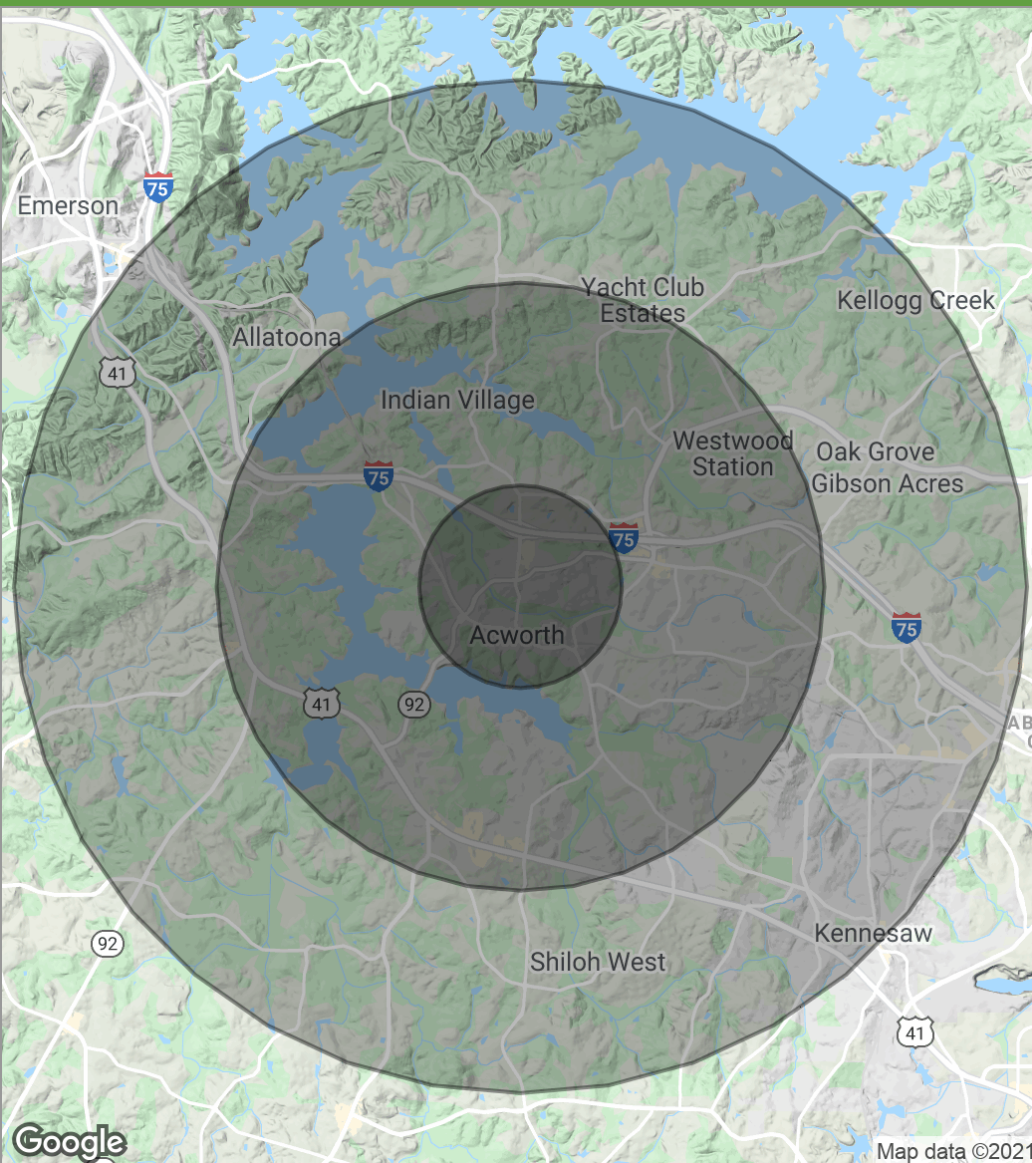 75
Emerson
Yacht Club
Estates
Kellogg Creek
Allatoona
41
Indian Village
Westwood
Station
Oak Grove
Gibson Acres
75
75
75
Acworth
41
92
AB
92
Kennesaw
Shiloh West
41
Google
Map data ©2021